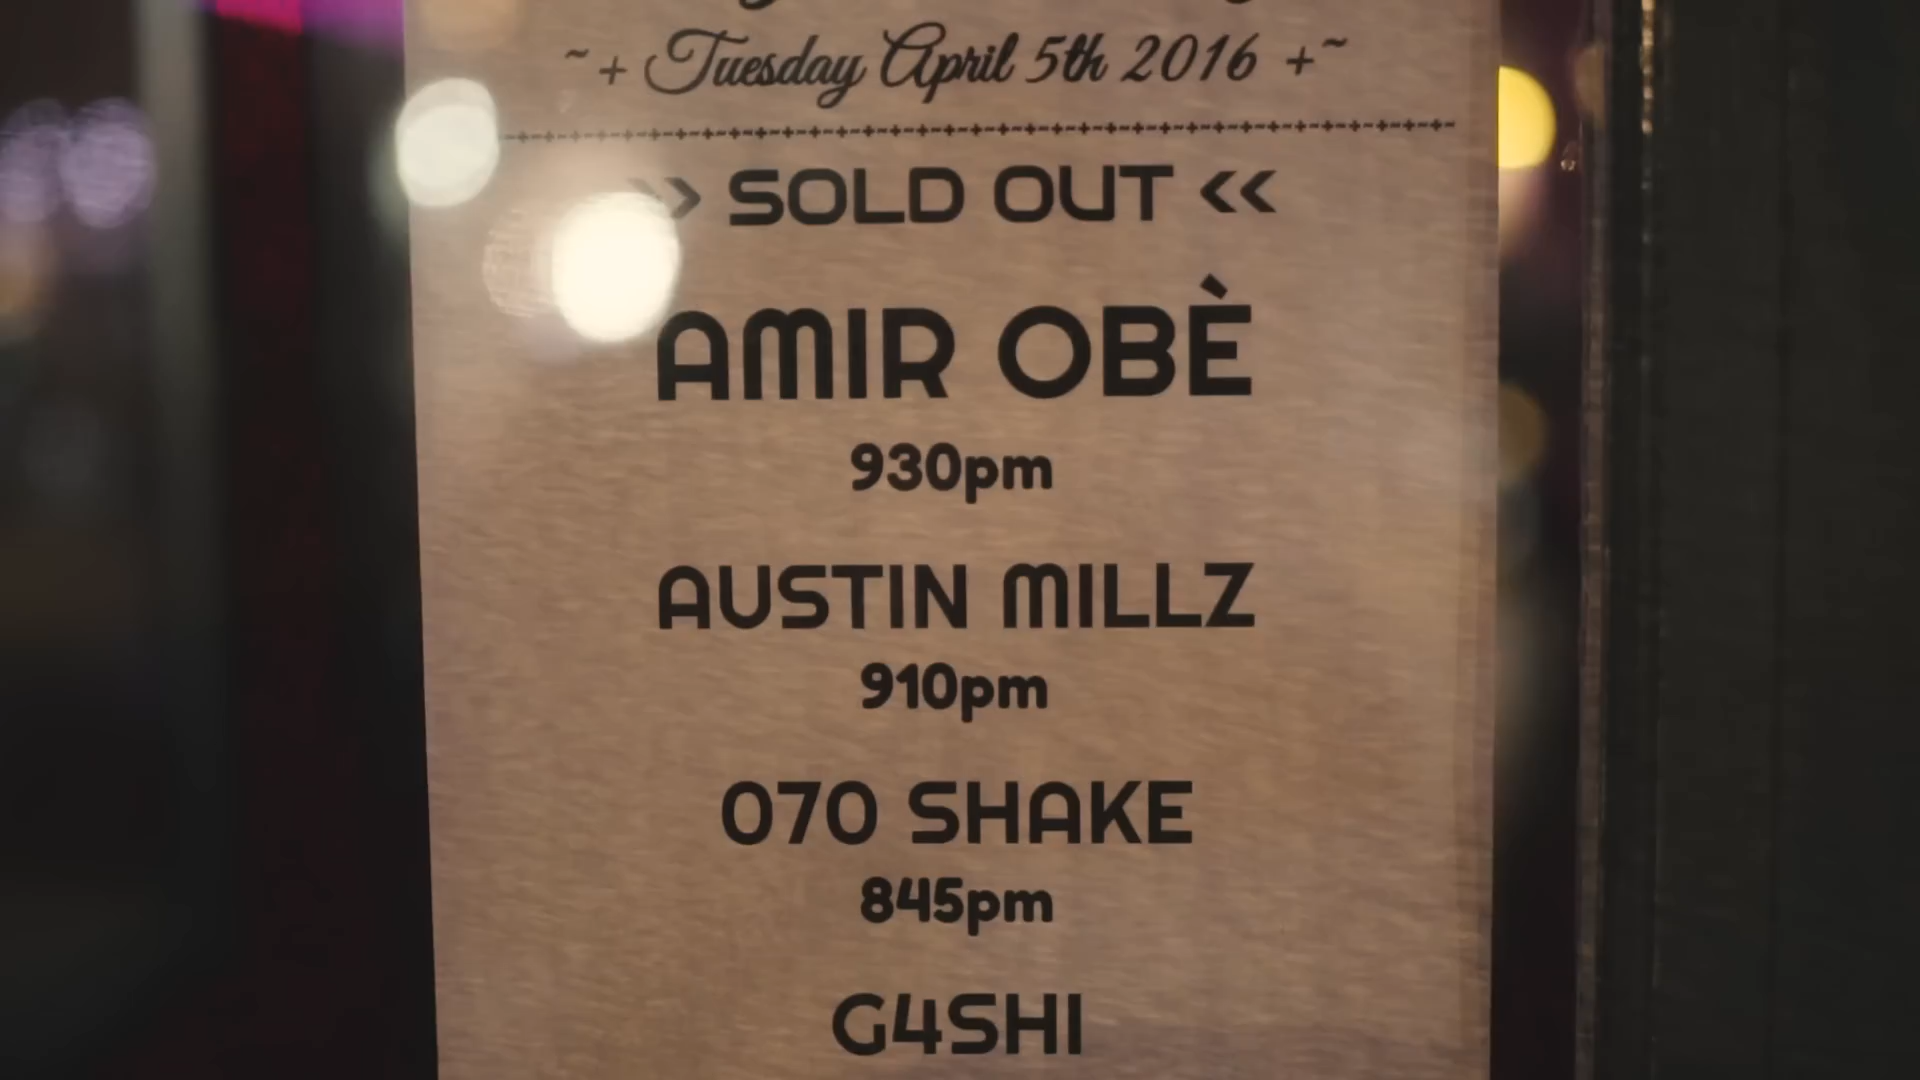 ~+ Tuesday April 5th 2016 +~
>> SOLD OUT <<
AMIR OBÈ
930pm
AUSTIN MILLZ
910pm
070 SHAKE
845pm
G4SHI